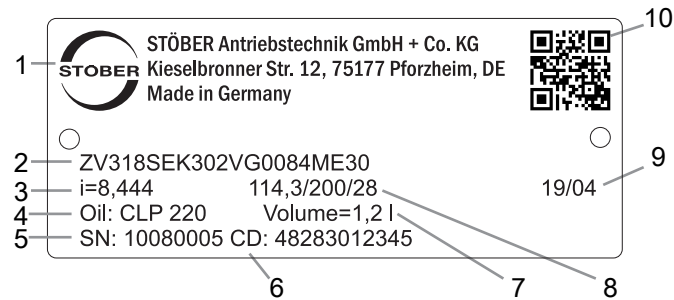 10
STÖBER Antriebstechnik GmbH + Co. KG
1 STÖBER Kieselbronner Str. 12, 75177 Pforzheim, DE
Made in Germany
2 ZV318SEK302VG0084ME30
9
3 i=8,444 114,3/200/28 19/04
4 Oil: CLP 220 Volume=1,2 l
5 SN: 10080005 CD: 48283012345
6 7 8